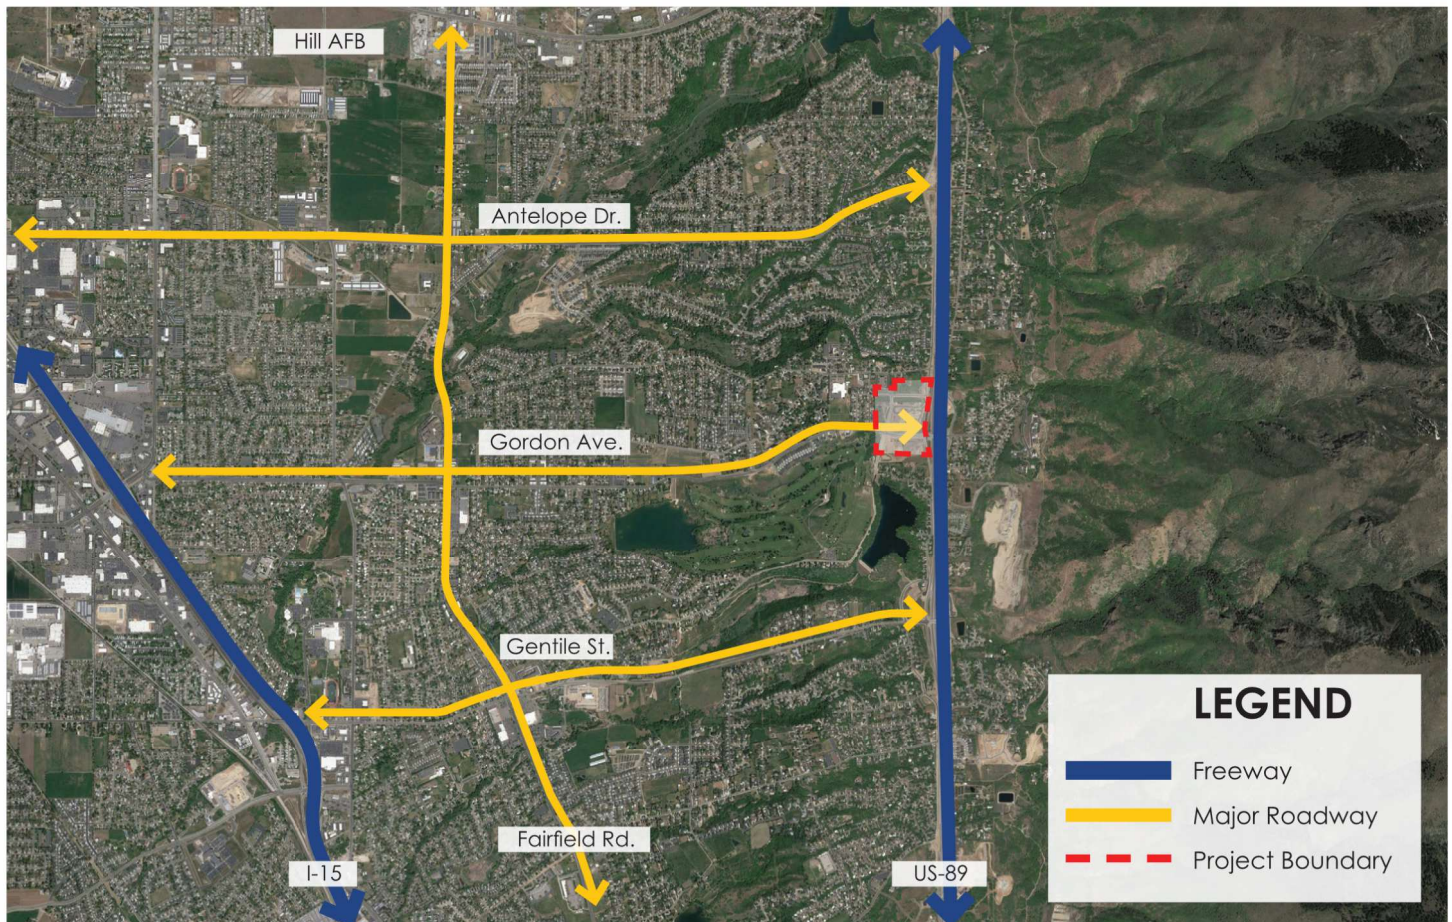 Hill AFB
Antelope Dr.
Gordon Ave.
Gentile St.
Fairfield Rd.
I-15
US-89
LEGEND
Freeway
Major Roadway
Project Boundary